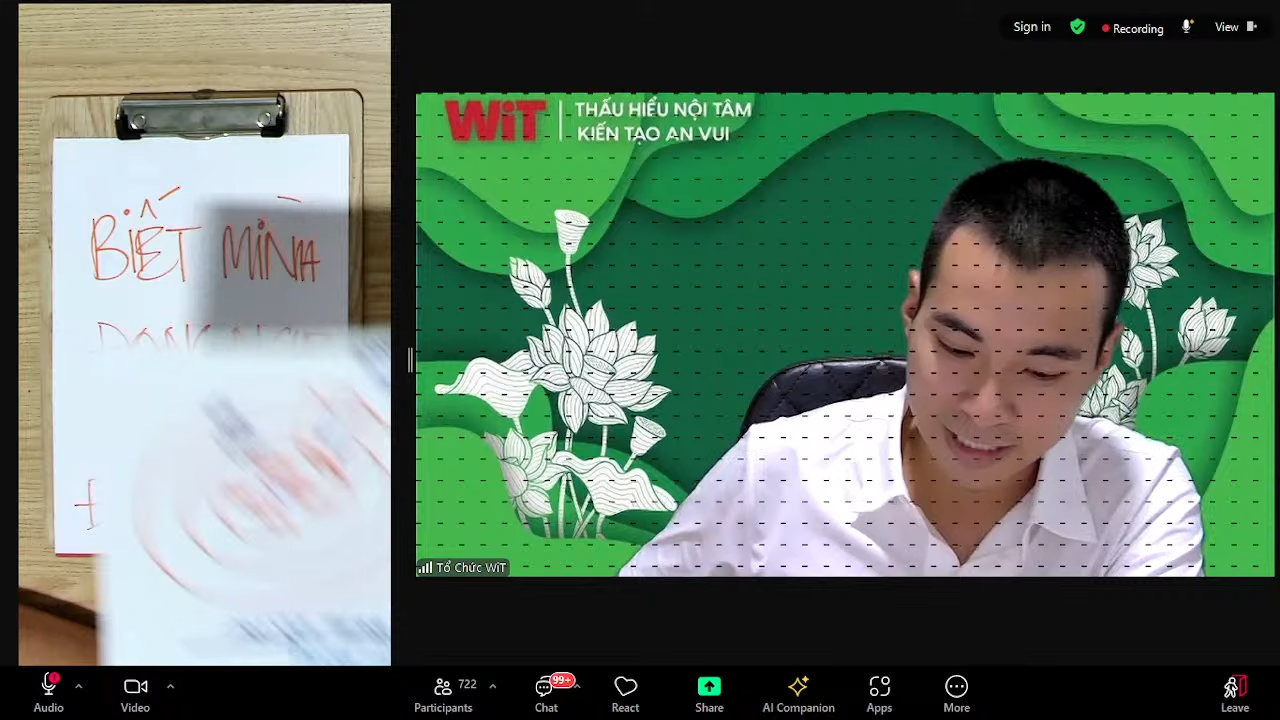 Sign in
Recording
View
WiT
THẤU HIỂU NỘI TÂM
KIẾN TẠO AN VUI
BIẾT MÌNH
Tổ Chức WiT
Audio
Video
722
Participants
99+
Chat
React
Share
AI Companion
Apps
More
Leave